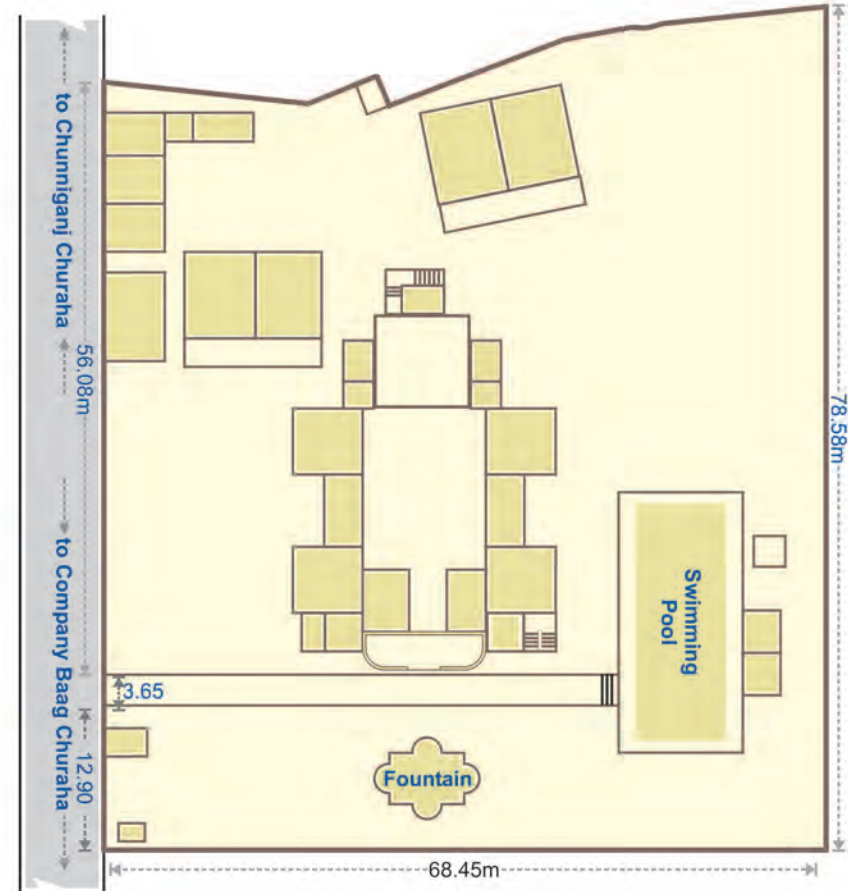 to Chunniganj Churaha
56.08m
78.58m
Swimming
Pool
3.65
to Company Baag Churaha
12.90
Fountain
68.45m